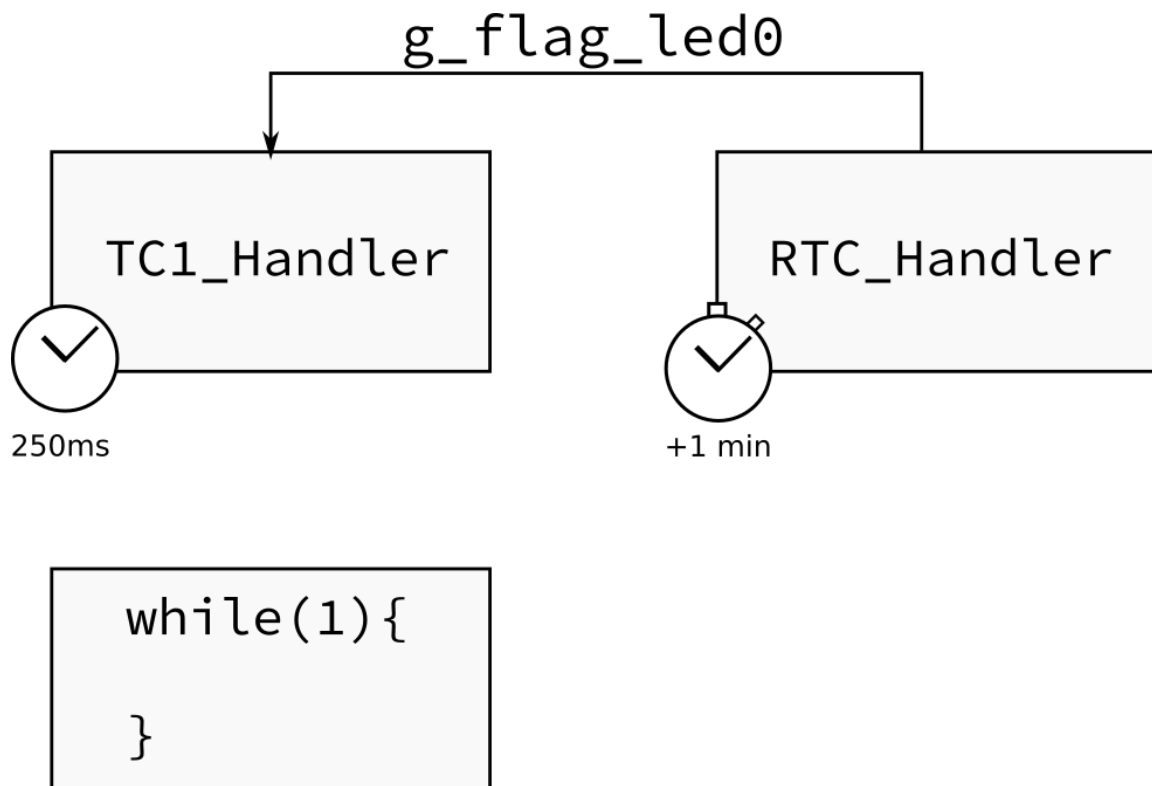 g_flag_led0
TC1_Handler
RTC_Handler
250ms
+1 min
while(1){
}